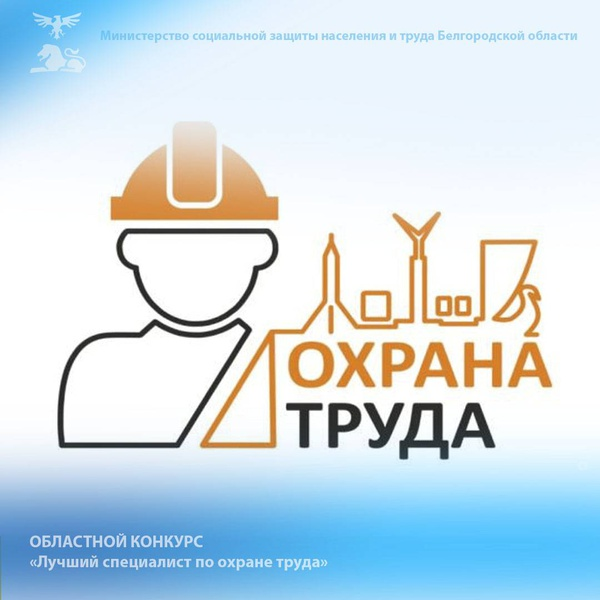 Министерство социальной защиты населения и труда Белгородской области
ОХРАНА
ТРУДА
ОБЛАСТНОЙ КОНКУРС
«Лучший специалист по охране труда»